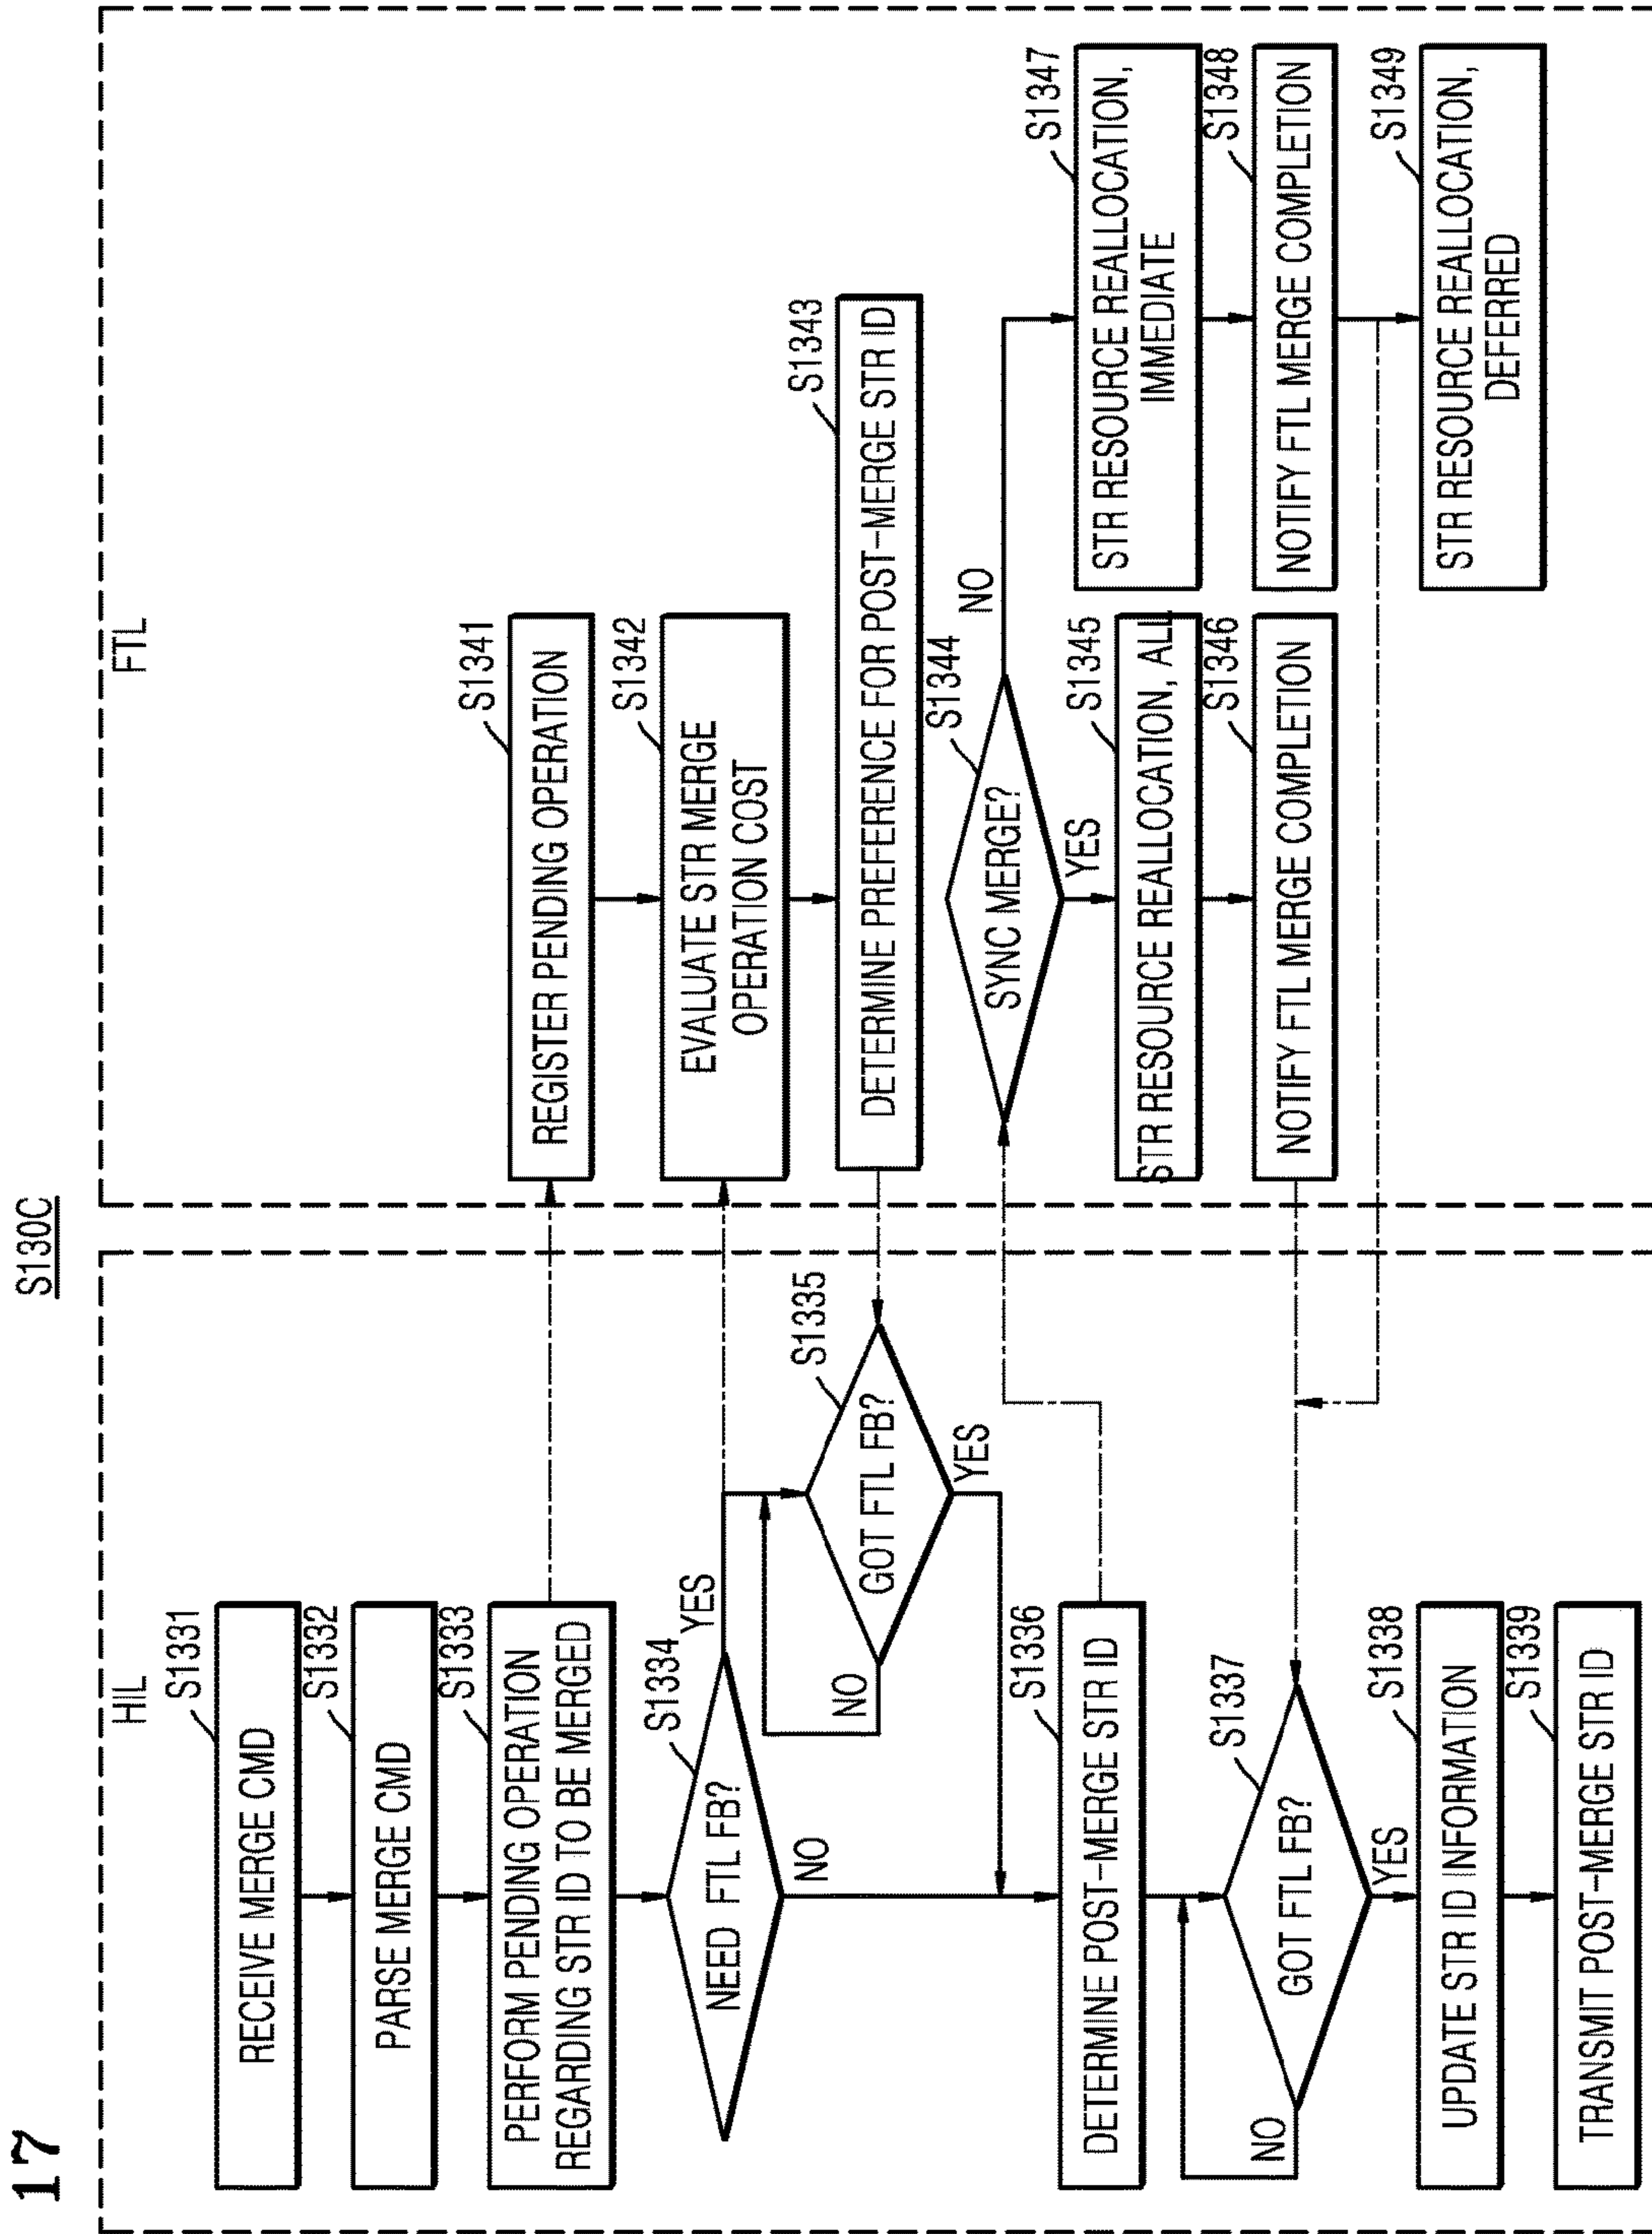 17
S130C
HIL
S1331
RECEIVE MERGE CMD
S1332
PARSE MERGE CMD
S1333
PERFORM PENDING OPERATION
REGARDING STR ID TO BE MERGED
S1334
NEED FTL FB?
YES
NO
S1335
GOT FTL FB?
NO
YES
S1336
DETERMINE POST-MERGE STR ID
S1337
GOT FTL FB?
NO
YES
S1338
UPDATE STR ID INFORMATION
S1339
TRANSMIT POST-MERGE STR ID
FTL
S1341
REGISTER PENDING OPERATION
S1342
EVALUATE STR MERGE
OPERATION COST
S1343
DETERMINE PREFERENCE FOR POST-MERGE STR ID
S1344
SYNC MERGE?
NO
YES
S1345
STR RESOURCE REALLOCATION, ALL
S1346
NOTIFY FTL MERGE COMPLETION
S1347
STR RESOURCE REALLOCATION,
IMMEDIATE
S1348
NOTIFY FTL MERGE COMPLETION
S1349
STR RESOURCE REALLOCATION,
DEFERRED